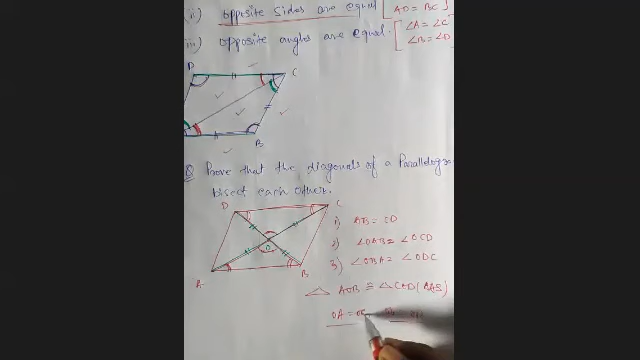 (ii) opposite sides are equal [ AD = BC ]
(iii) opposite angles are equal. [ ∠A = ∠C
∠B = ∠D
D
C
B
Q Prove that the diagonals of a Parallelogram
bisect each other.
D
C
O
A
B
1) AB = CD
2) ∠OAB = ∠OCD
3) ∠OBA = ∠ODC
△ AOB ≅ △ COD (AAS)
OA = OC